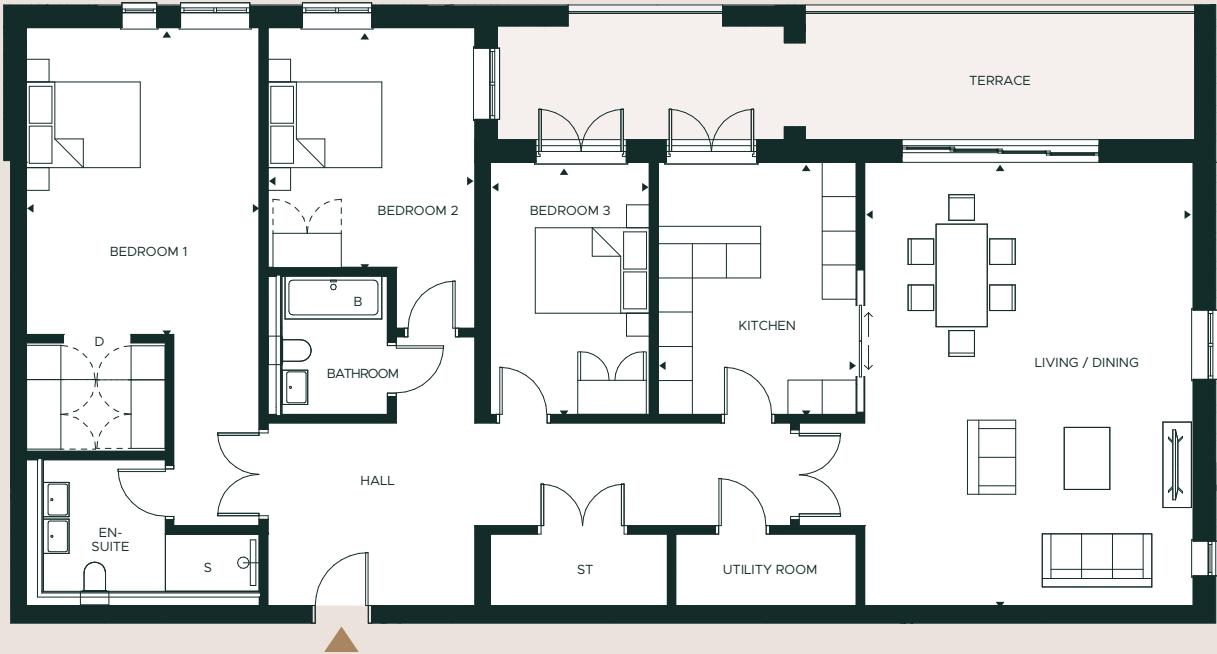 TERRACE
BEDROOM 2
BEDROOM 3
BEDROOM 1
B
KITCHEN
D
LIVING / DINING
BATHROOM
HALL
EN-
SUITE
S
ST
UTILITY ROOM